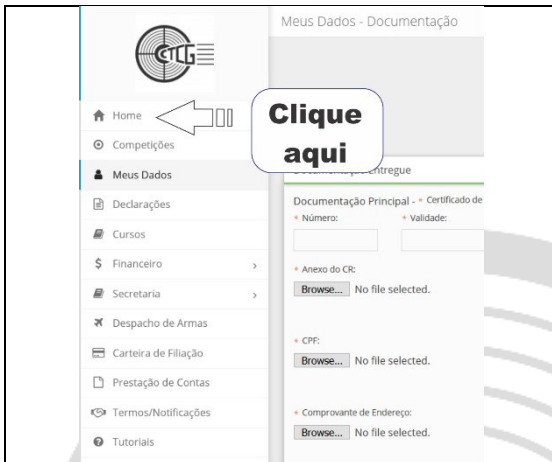 Meus Dados - Documentação
CTCG
Home
Clique
aqui
Competições
Meus Dados
Declarações
Cursos
Financeiro
Secretaria
Despacho de Armas
Carteira de Filiação
Prestação de Contas
Termos/Notificações
Tutoriais
Entregue
Documentação Principal - * Certificado de
* Número: * Validade:
* Anexo do CR:
Browse... No file selected.
* CPF:
Browse... No file selected.
* Comprovante de Endereço:
Browse... No file selected.